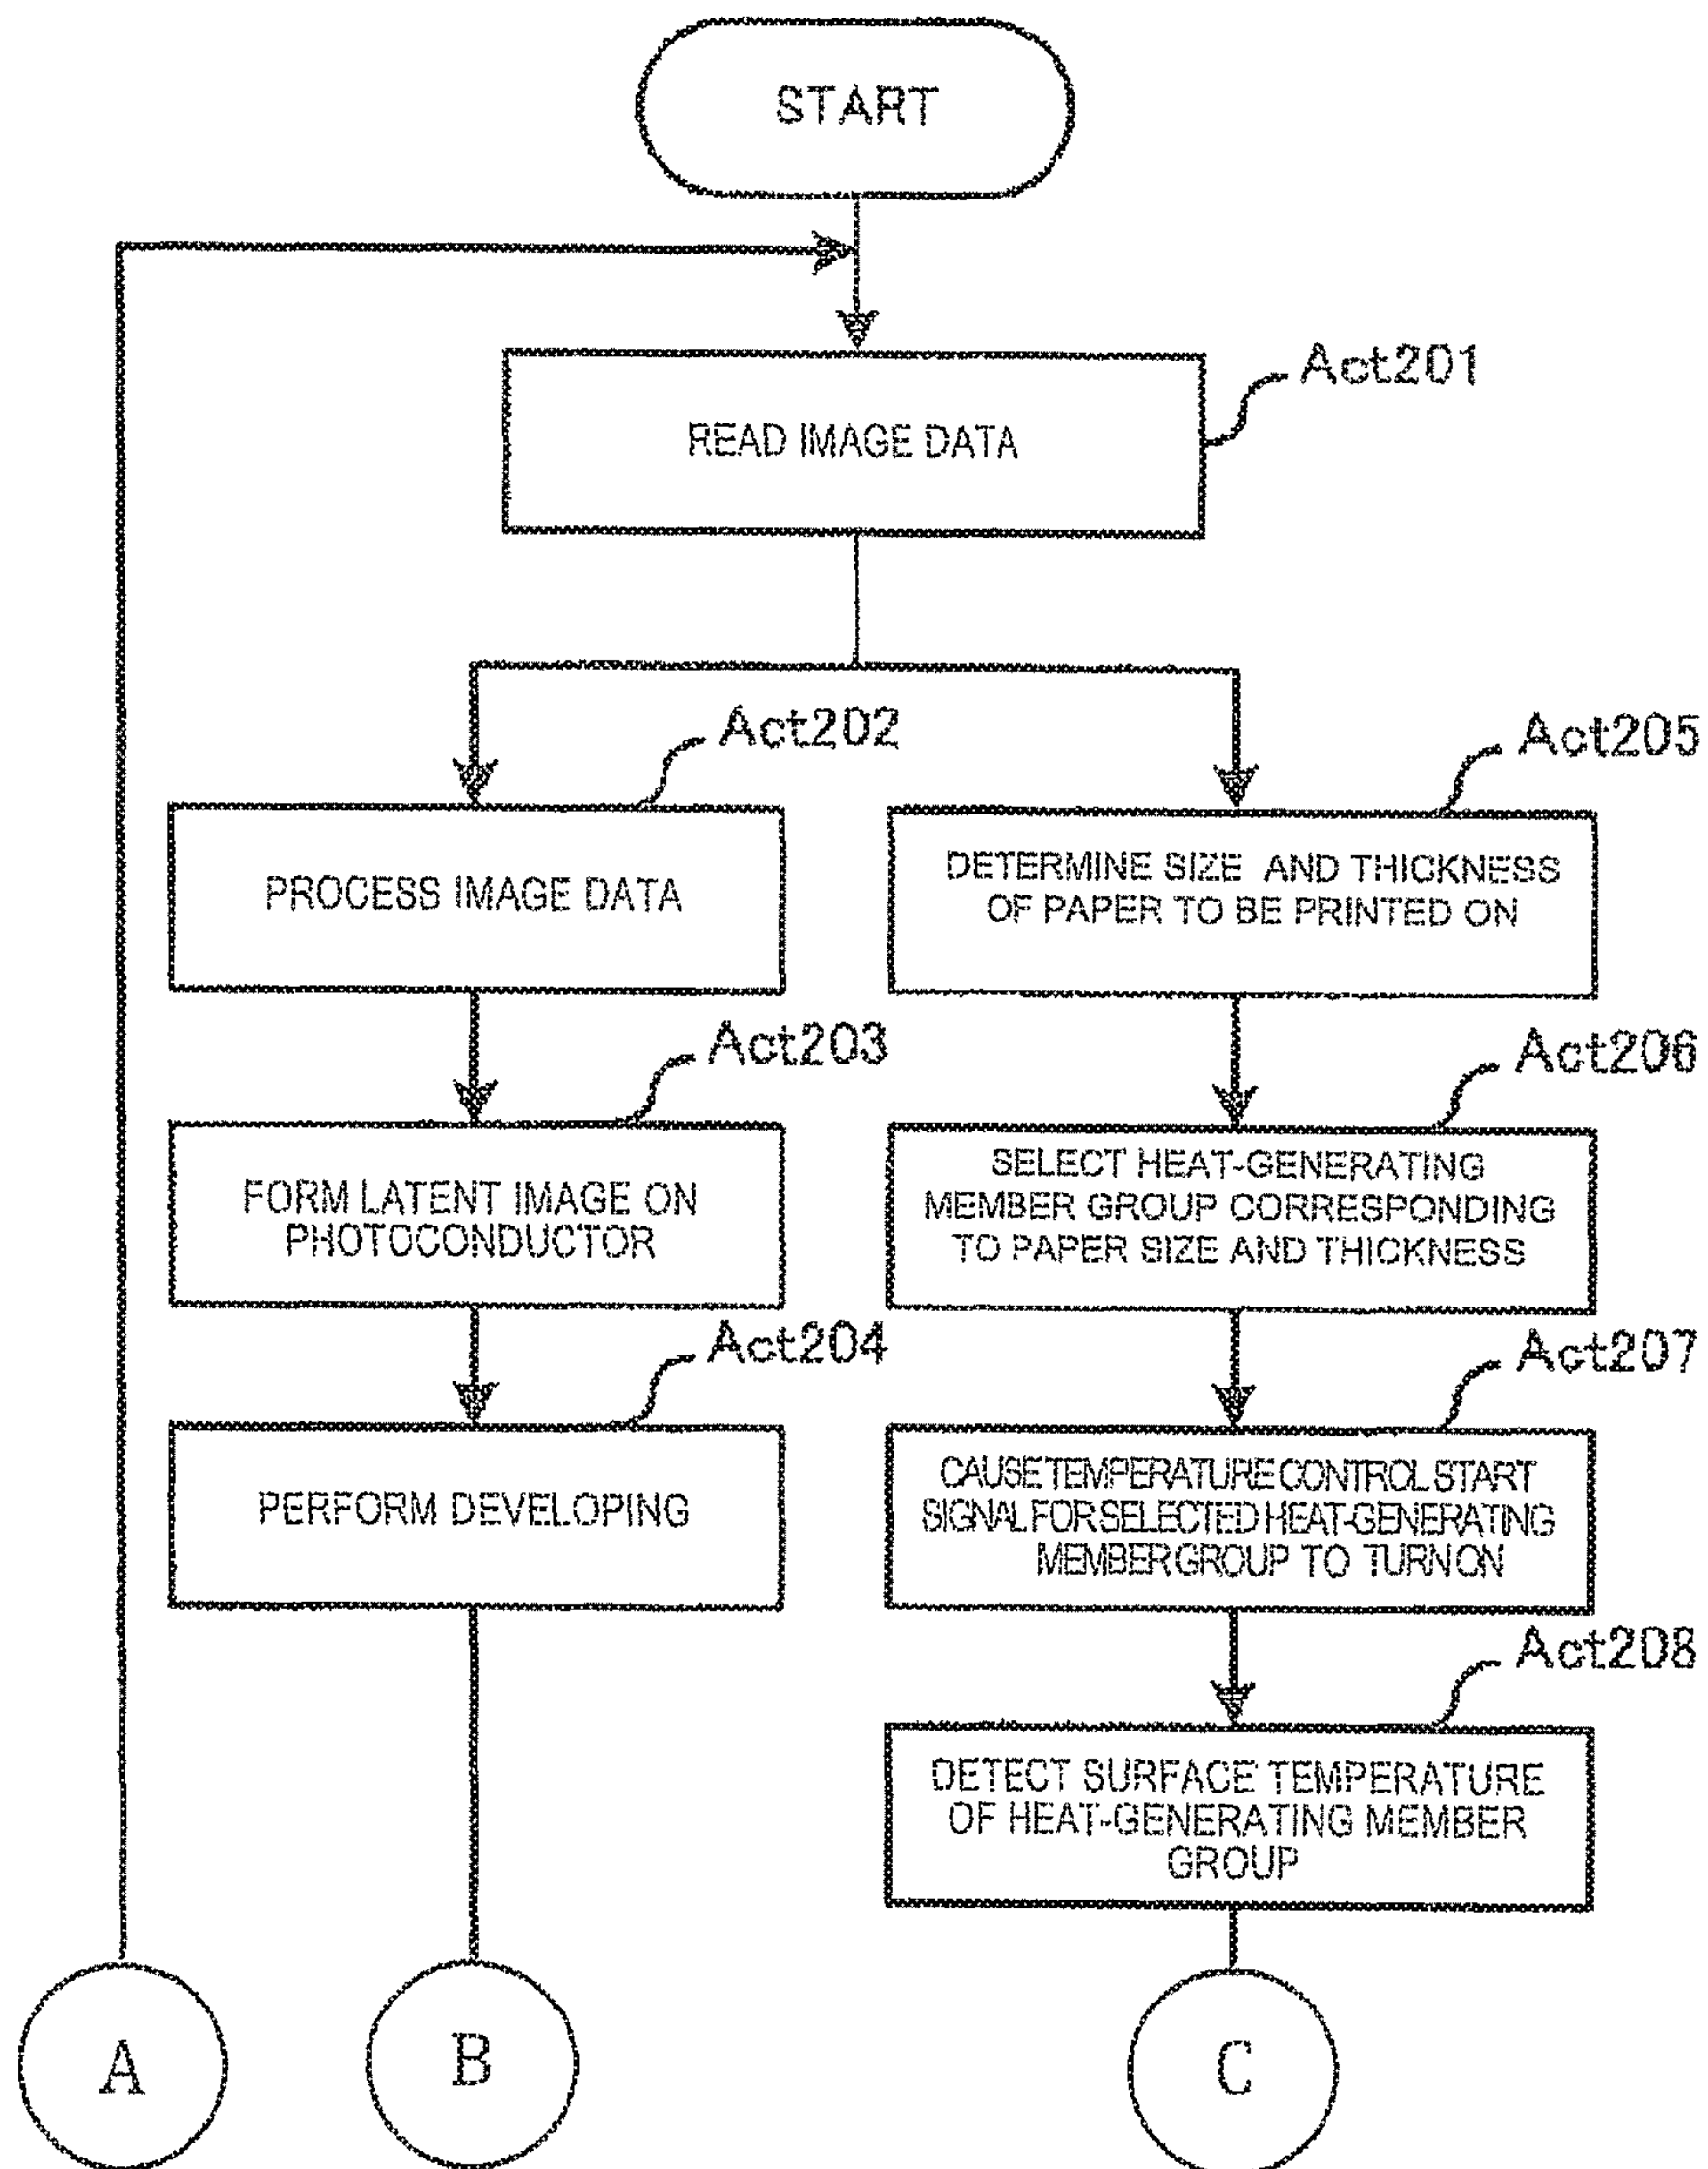 START
Act201
READ IMAGE DATA
Act202
PROCESS IMAGE DATA
Act203
FORM LATENT IMAGE ON
PHOTOCONDUCTOR
Act204
PERFORM DEVELOPING
Act205
DETERMINE SIZE AND THICKNESS
OF PAPER TO BE PRINTED ON
Act206
SELECT HEAT-GENERATING
MEMBER GROUP CORRESPONDING
TO PAPER SIZE AND THICKNESS
Act207
CAUSE TEMPERATURE CONTROL START
SIGNAL FOR SELECTED HEAT-GENERATING
MEMBER GROUP TO TURN ON
Act208
DETECT SURFACE TEMPERATURE
OF HEAT-GENERATING MEMBER
GROUP
A
B
C